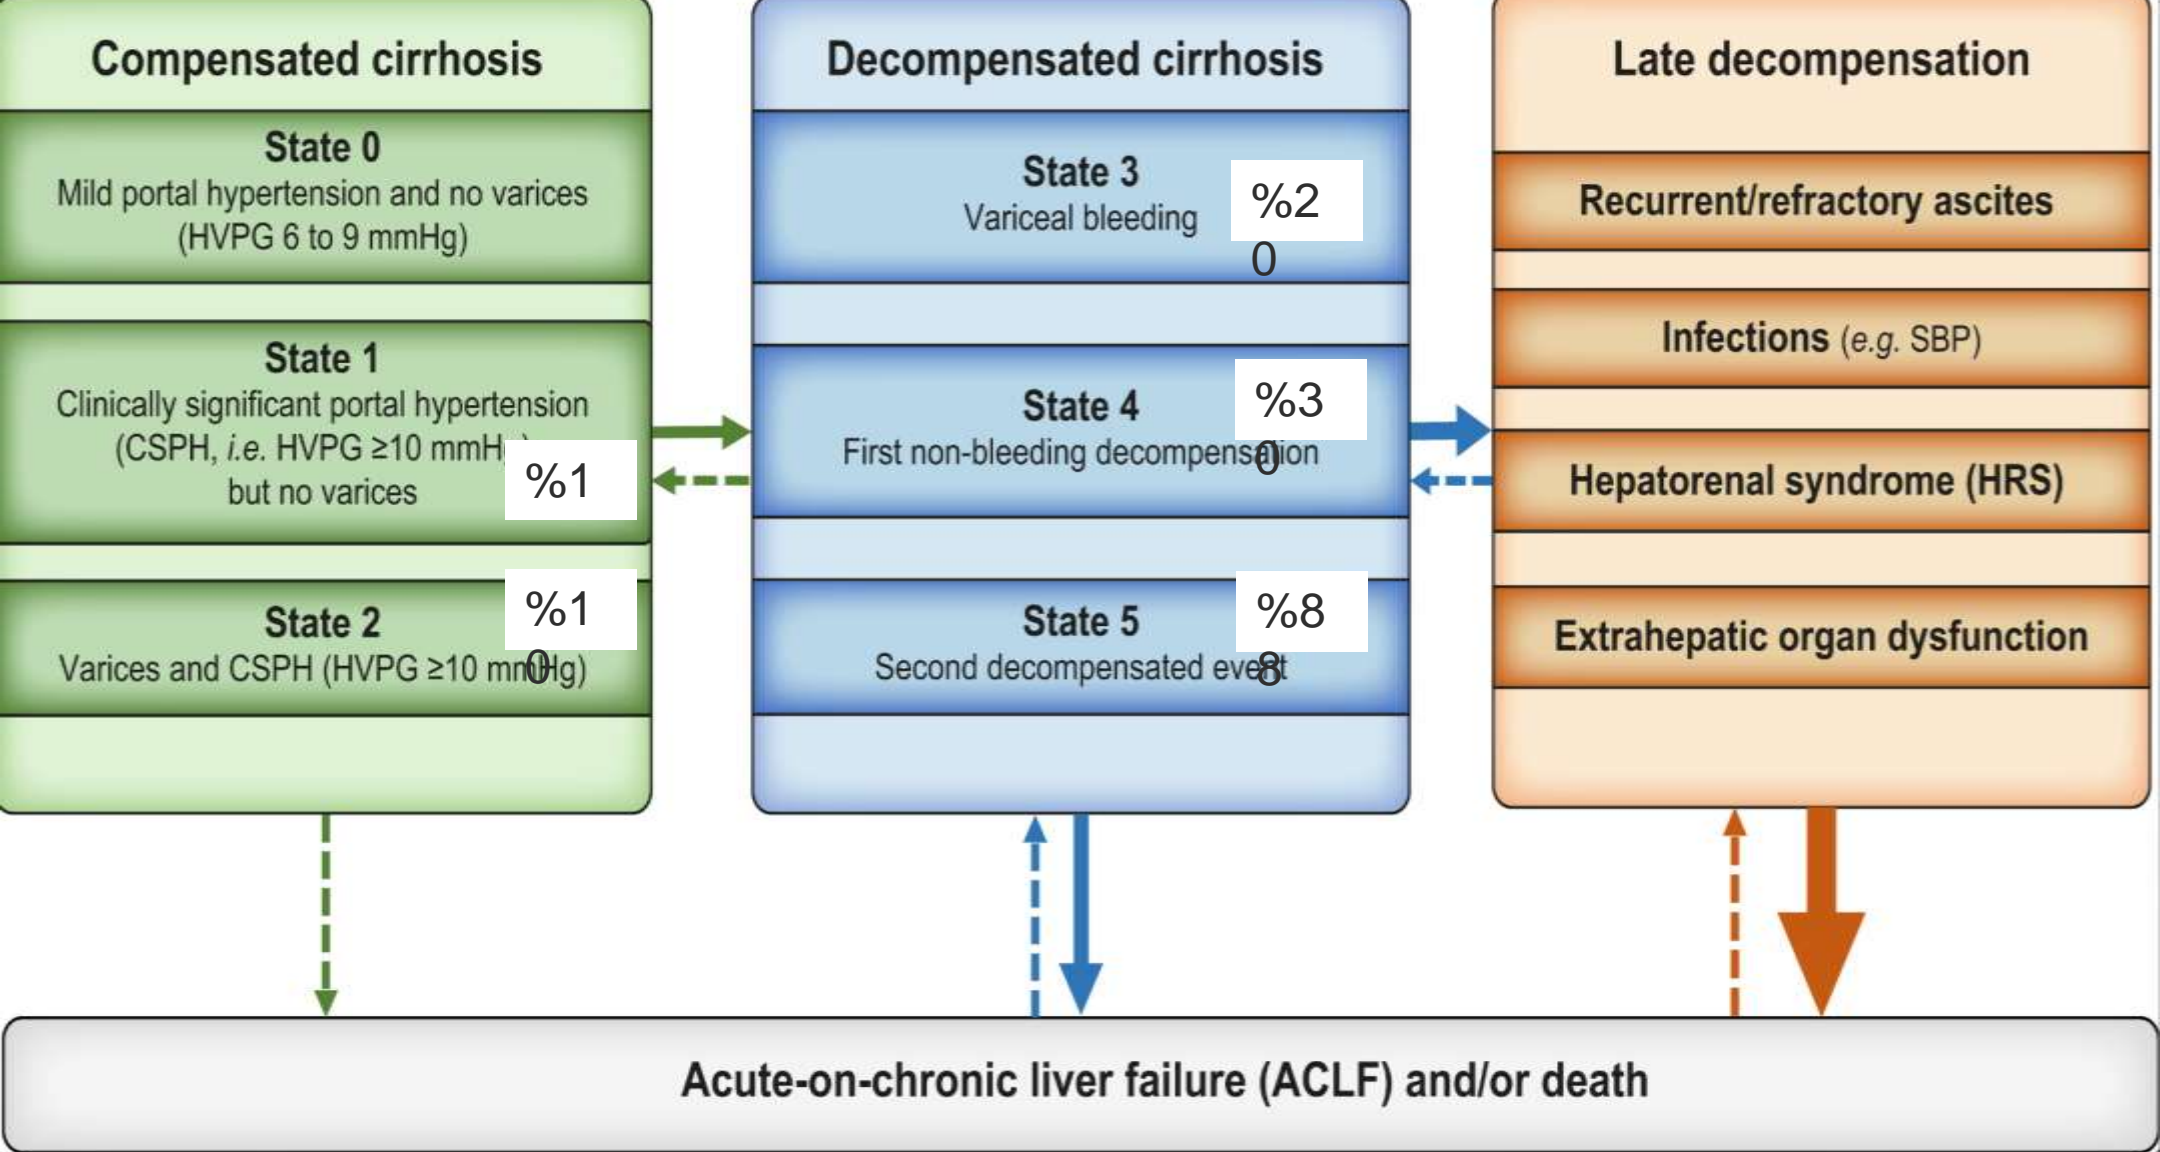 Compensated cirrhosis
State 0
Mild portal hypertension and no varices
(HVPG 6 to 9 mmHg)
State 1
Clinically significant portal hypertension
(CSPH, i.e. HVPG ≥10 mmHg)
but no varices
%1
State 2
Varices and CSPH (HVPG ≥10 mmHg)
%1
0
Decompensated cirrhosis
State 3
Variceal bleeding
%2
0
State 4
First non-bleeding decompensation
%3
0
State 5
Second decompensated event
%8
8
Late decompensation
Recurrent/refractory ascites
Infections (e.g. SBP)
Hepatorenal syndrome (HRS)
Extrahepatic organ dysfunction
Acute-on-chronic liver failure (ACLF) and/or death